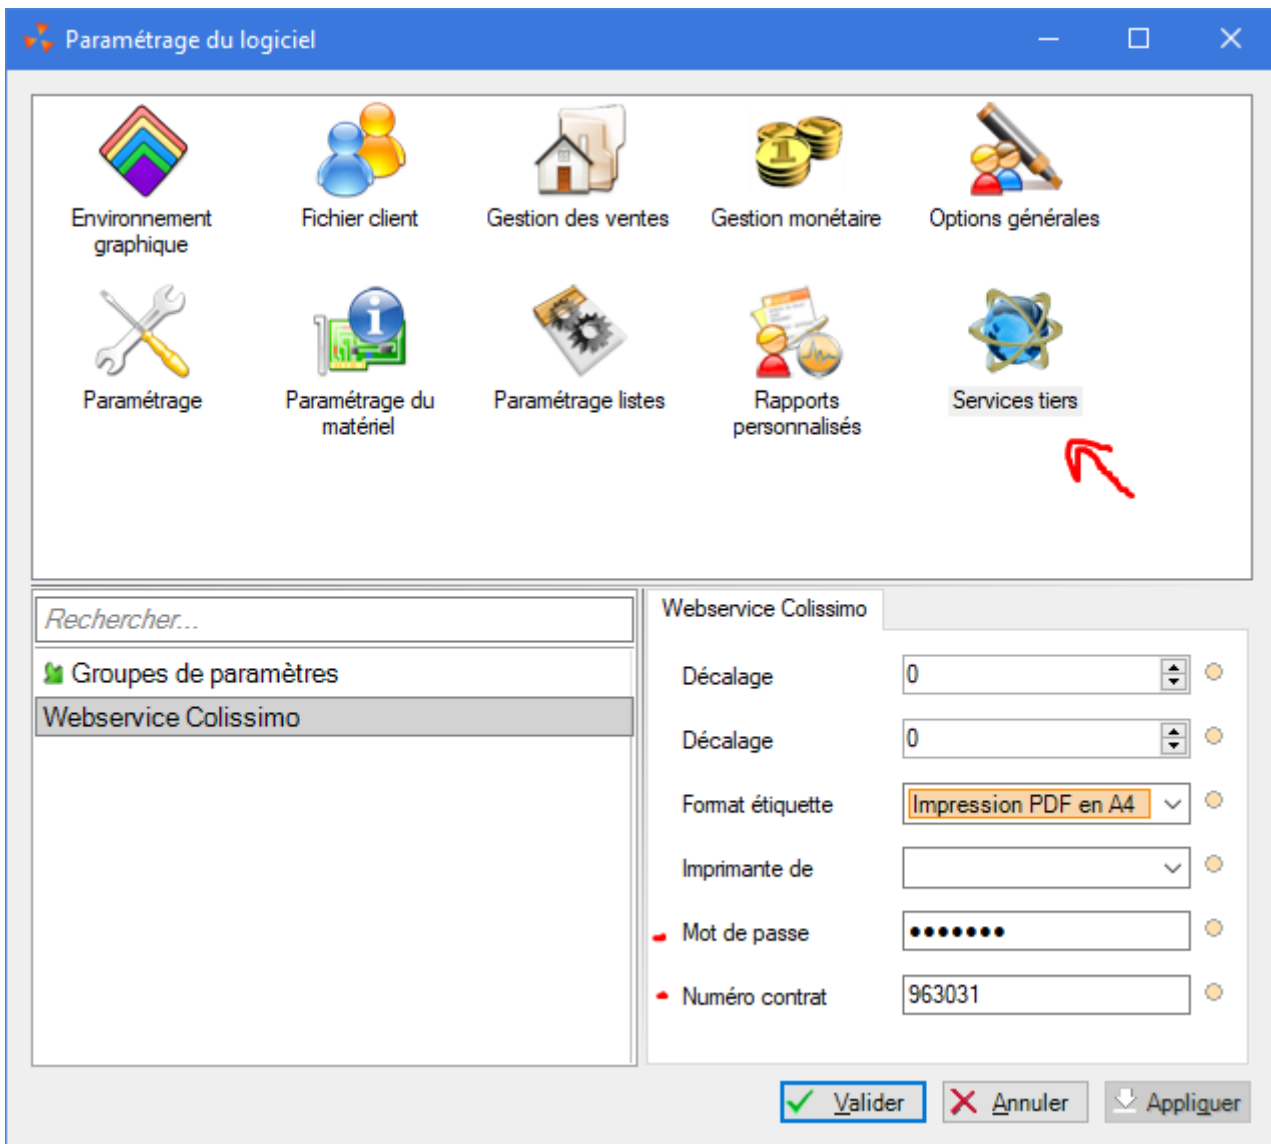 Paramétrage du logiciel
Environnement graphique
Fichier client
Gestion des ventes
Gestion monétaire
Options générales
Paramétrage
Paramétrage du matériel
Paramétrage listes
Rapports personnalisés
Services tiers
Rechercher...
Groupes de paramètres
Webservice Colissimo
Webservice Colissimo
Décalage 0
Décalage 0
Format étiquette Impression PDF en A4
Imprimante de
Mot de passe •••••••
Numéro contrat 963031
Valider Annuler Appliquer